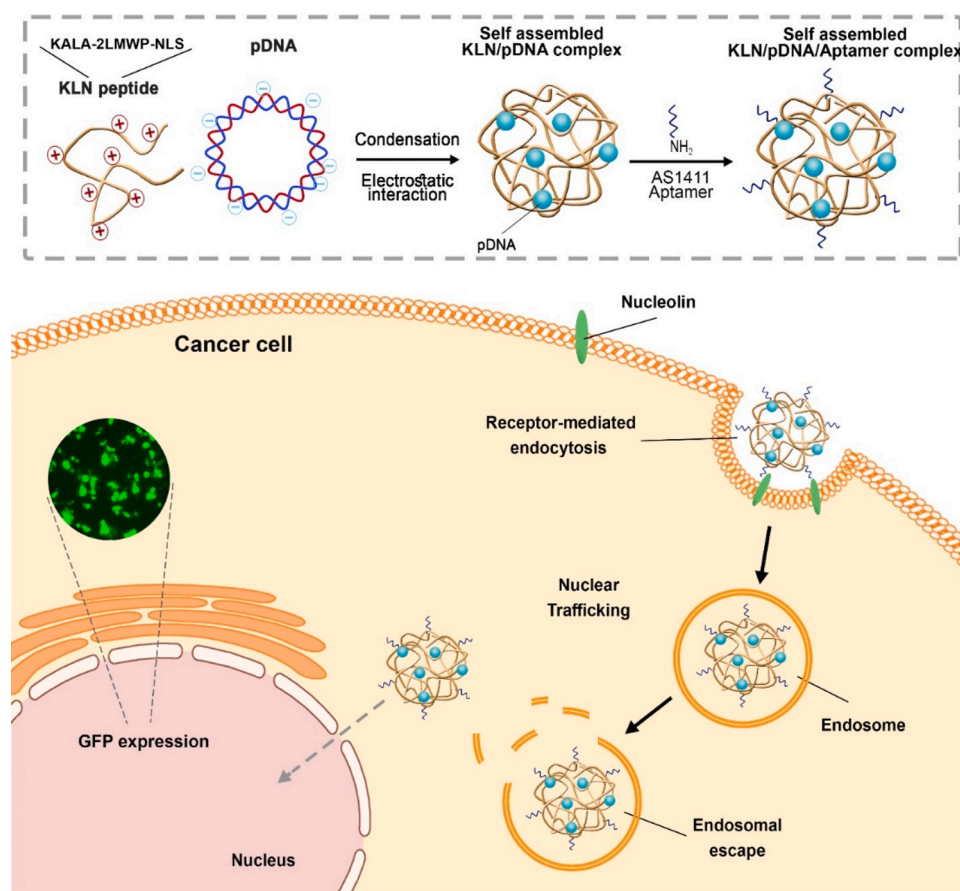 KALA-2LMWP-NLS
KLN peptide
pDNA
Condensation
Electrostatic
interaction
Self assembled
KLN/pDNA complex
pDNA
NH2
AS1411
Aptamer
Self assembled
KLN/pDNA/Aptamer complex
Nucleolin
Cancer cell
Receptor-mediated
endocytosis
Nuclear
Trafficking
Endosome
GFP expression
Endosomal
escape
Nucleus